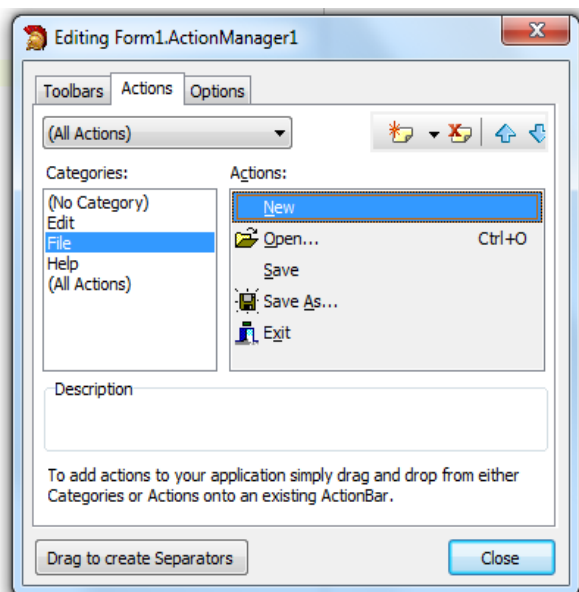 Editing Form1.ActionManager1
Toolbars Actions Options
(All Actions)
Categories: Actions:
(No Category)
Edit
File
Help
(All Actions)
New
Open... Ctrl+O
Save
Save As...
Exit
Description
To add actions to your application simply drag and drop from either
Categories or Actions onto an existing ActionBar.
Drag to create Separators Close